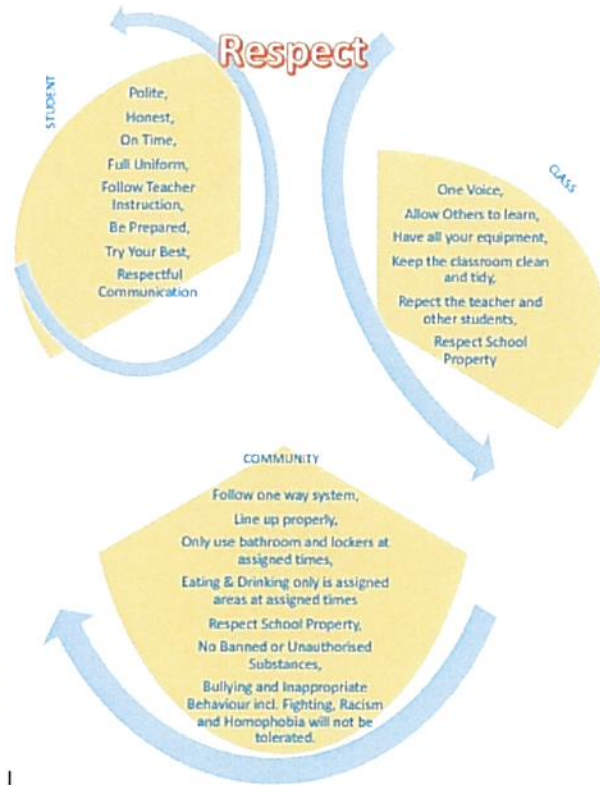 Respect
STUDENT
Polite,
Honest,
On Time,
Full Uniform,
Follow Teacher
Instruction,
Be Prepared,
Try Your Best,
Respectful
Communication
CLASS
One Voice,
Allow Others to learn,
Have all your equipment,
Keep the classroom clean
and tidy,
Repect the teacher and
other students,
Respect School
Property
COMMUNITY
Follow one way system,
Line up properly,
Only use bathroom and lockers at
assigned times,
Eating & Drinking only is assigned
areas at assigned times
Respect School Property,
No Banned or Unauthorised
Substances,
Bullying and Inappropriate
Behaviour incl. Fighting, Racism
and Homophobia will not be
tolerated.